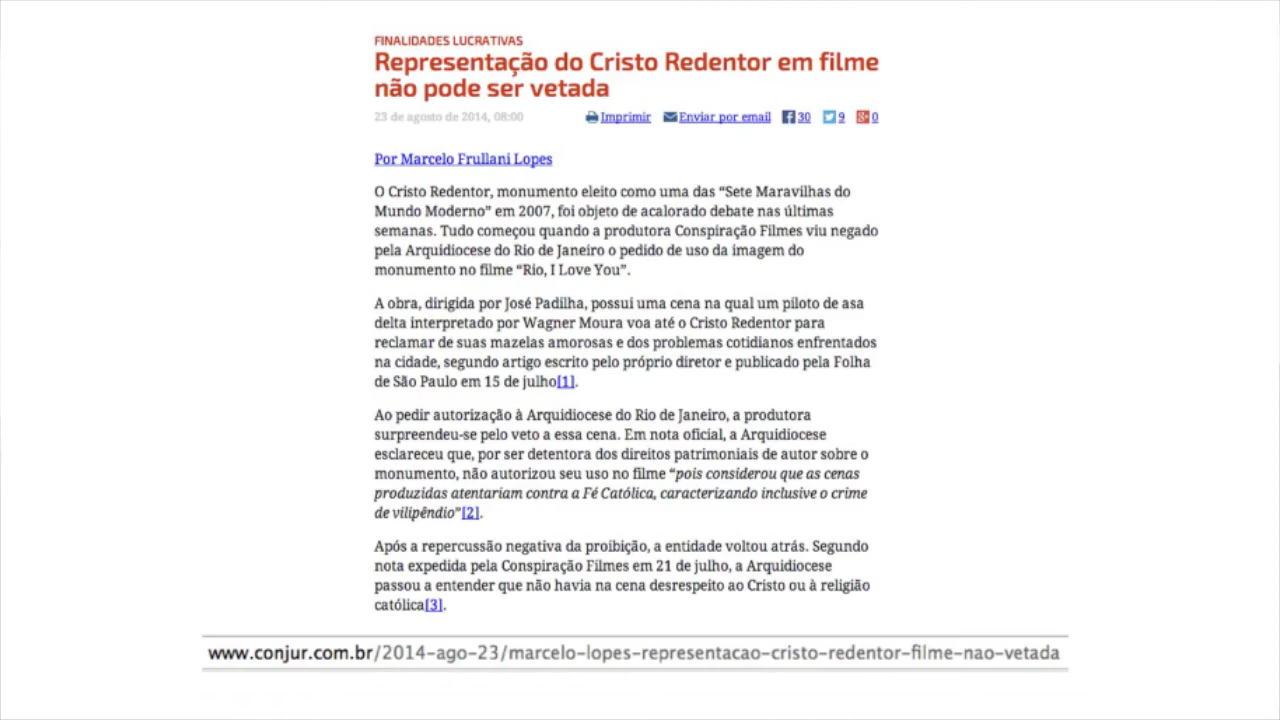 FINALIDADES LUCRATIVAS
Representação do Cristo Redentor em filme
não pode ser vetada
23 de agosto de 2014, 08:00 Imprimir Enviar por email 30 9 0
Por Marcelo Frullani Lopes
O Cristo Redentor, monumento eleito como uma das “Sete Maravilhas do
Mundo Moderno” em 2007, foi objeto de acalorado debate nas últimas
semanas. Tudo começou quando a produtora Conspiração Filmes viu negado
pela Arquidiocese do Rio de Janeiro o pedido de uso da imagem do
monumento no filme “Rio, I Love You”.
A obra, dirigida por José Padilha, possui uma cena na qual um piloto de asa
delta interpretado por Wagner Moura voa até o Cristo Redentor para
reclamar de suas mazelas amorosas e dos problemas cotidianos enfrentados
na cidade, segundo artigo escrito pelo próprio diretor e publicado pela Folha
de São Paulo em 15 de julho[1].
Ao pedir autorização à Arquidiocese do Rio de Janeiro, a produtora
surpreendeu-se pelo veto a essa cena. Em nota oficial, a Arquidiocese
esclareceu que, por ser detentora dos direitos patrimoniais de autor sobre o
monumento, não autorizou seu uso no filme “pois considerou que as cenas
produzidas atentariam contra a Fé Católica, caracterizando inclusive o crime
de vilipêndio”[2].
Após a repercussão negativa da proibição, a entidade voltou atrás. Segundo
nota expedida pela Conspiração Filmes em 21 de julho, a Arquidiocese
passou a entender que não havia na cena desrespeito ao Cristo ou à religião
católica[3].
www.conjur.com.br/2014-ago-23/marcelo-lopes-representacao-cristo-redentor-filme-nao-vetada